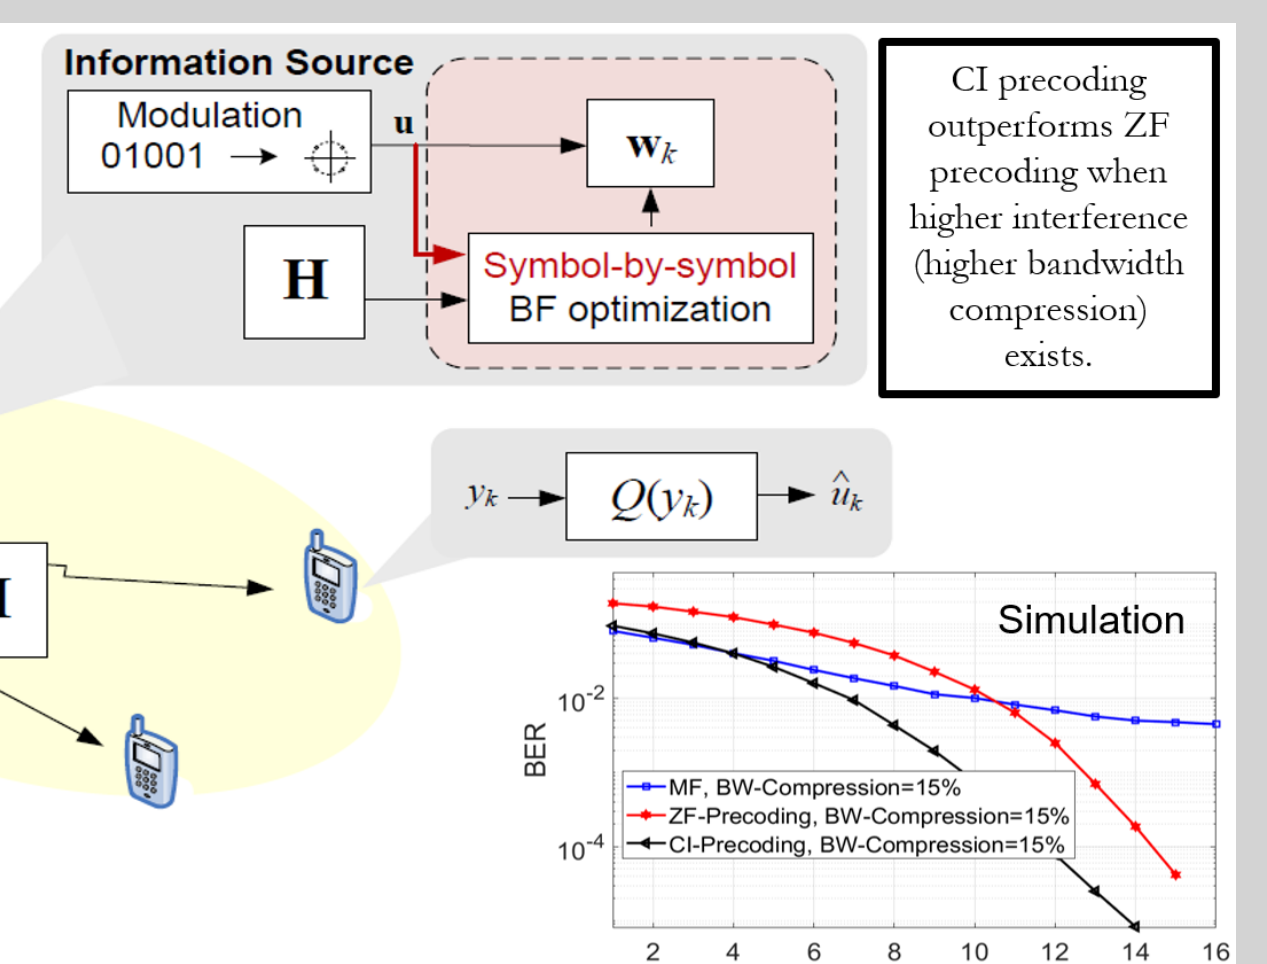 Information Source
Modulation
01001
u
w_k
H
Symbol-by-symbol
BF optimization
CI precoding
outperforms ZF
precoding when
higher interference
(higher bandwidth
compression)
exists.
y_k
Q(y_k)
û_k
Simulation
10^-2
BER
MF, BW-Compression=15%
ZF-Precoding, BW-Compression=15%
CI-Precoding, BW-Compression=15%
10^-4
2 4 6 8 10 12 14 16